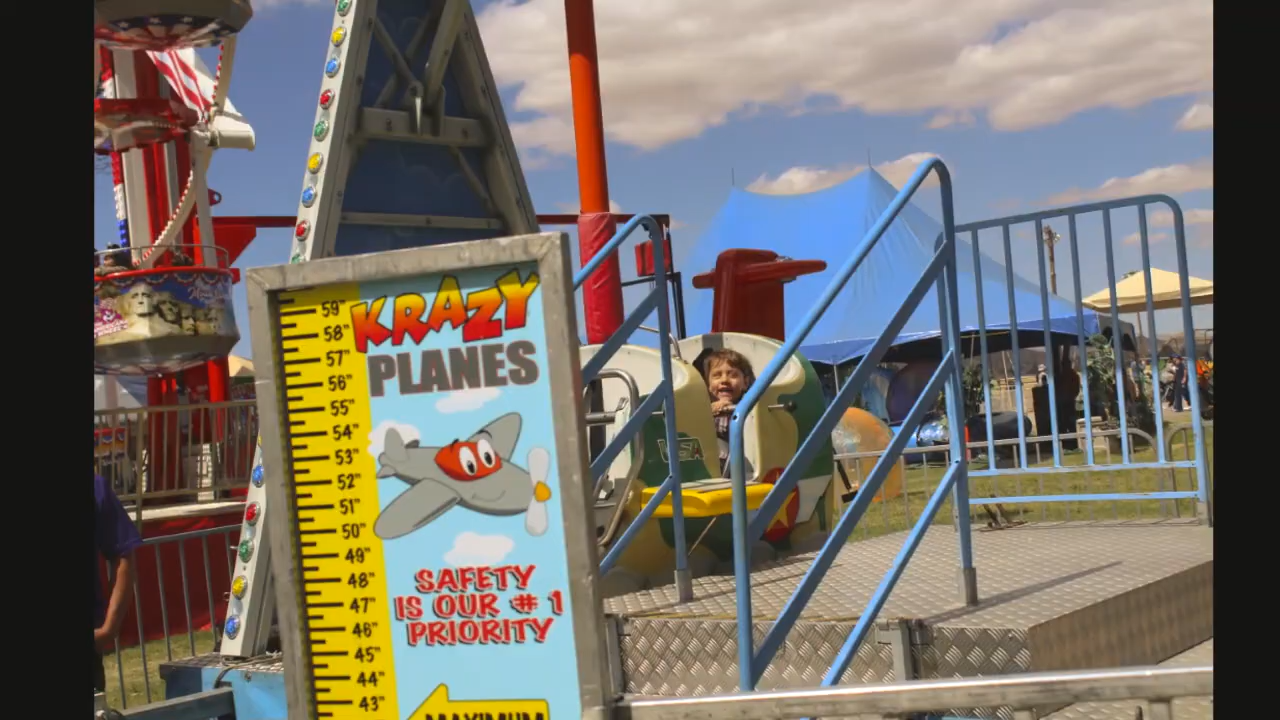 KRAZY
PLANES
59"
58"
57"
56"
55"
54"
53"
52"
51"
50"
49"
48"
47"
46"
45"
44"
43"
SAFETY
IS OUR # 1
PRIORITY
MAXIMUM